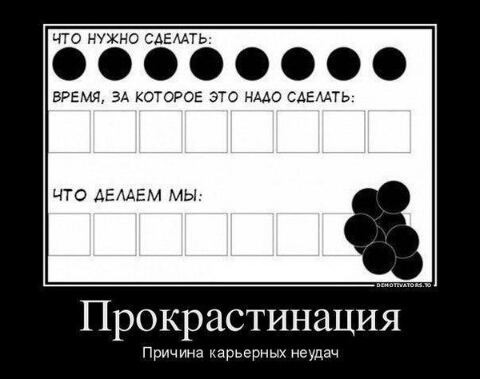 ЧТО НУЖНО СДЕЛАТЬ:
ВРЕМЯ, ЗА КОТОРОЕ ЭТО НАДО СДЕЛАТЬ:
ЧТО ДЕЛАЕМ МЫ:
DEMOTIVATORS.TO
Прокрастинация
Причина карьерных неудач